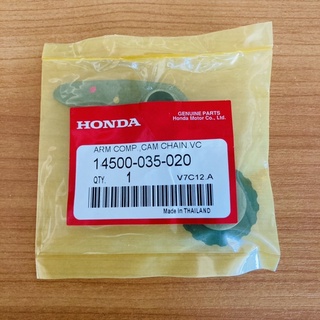 HONDA
GENUINE PARTS
Honda Motor Co., Ltd.
ARM COMP.,CAM CHAIN VC
14500-035-020
QTY. 1 V7C12 A
Made in THAILAND